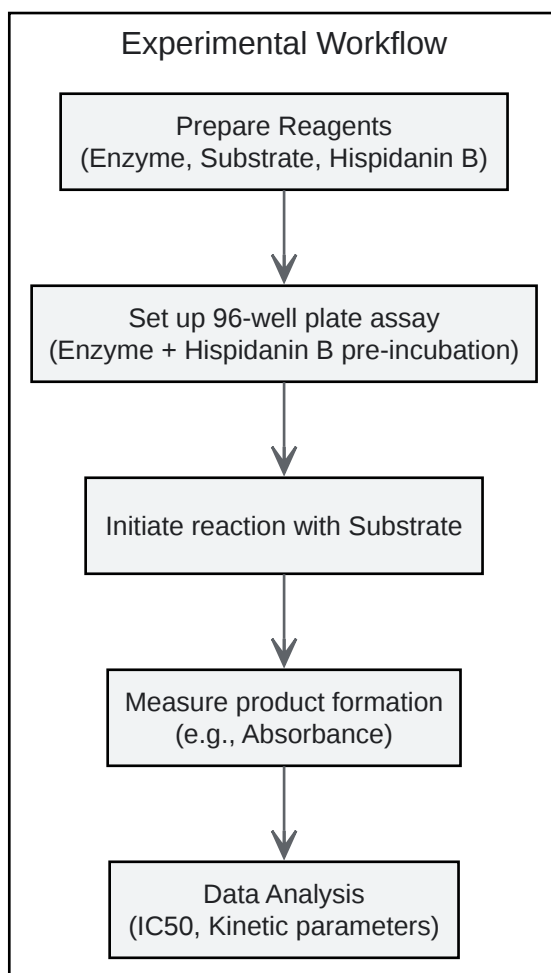 Experimental Workflow
Prepare Reagents
(Enzyme, Substrate, Hispidanin B)
Set up 96-well plate assay
(Enzyme + Hispidanin B pre-incubation)
Initiate reaction with Substrate
Measure product formation
(e.g., Absorbance)
Data Analysis
(IC50, Kinetic parameters)